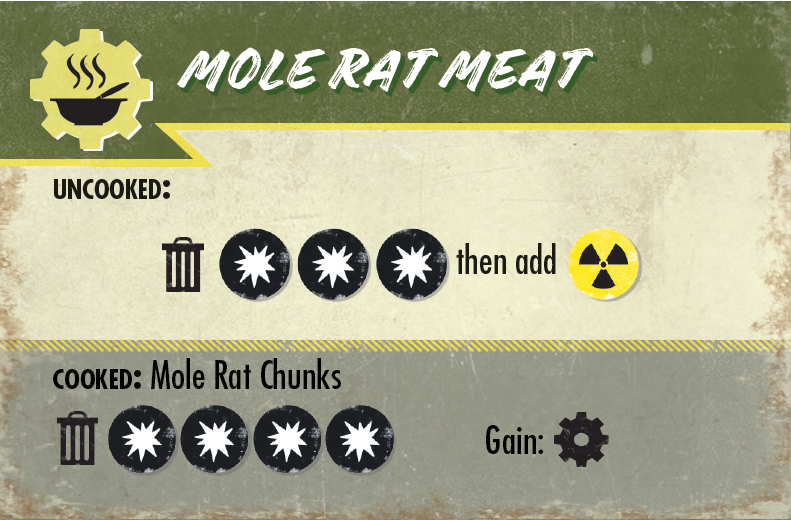 MOLE RAT MEAT
UNCOOKED:
then add
COOKED: Mole Rat Chunks
Gain: